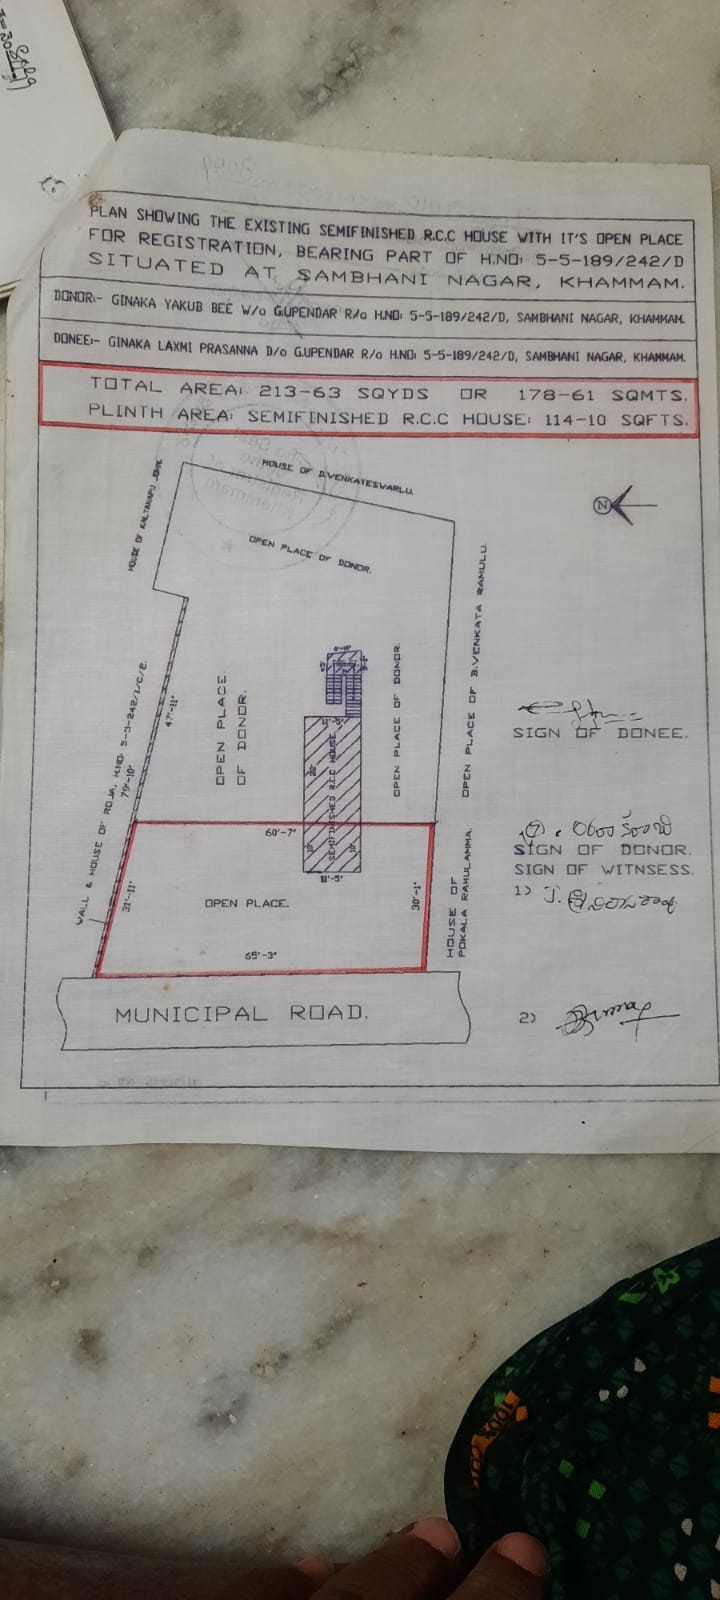 PLAN SHOWING THE EXISTING SEMIFINISHED R.C.C HOUSE WITH IT'S OPEN PLACE
FOR REGISTRATION, BEARING PART OF H.NO: 5-5-189/242/D
SITUATED AT SAMBHANI NAGAR, KHAMMAM.
DONOR:- GINAKA YAKUB BEE W/o G.UPENDAR R/o H.NO: 5-5-189/242/D, SAMBHANI NAGAR, KHAMMAM.
DONEE:- GINAKA LAXMI PRASANNA D/o G.UPENDAR R/o H.NO: 5-5-189/242/D, SAMBHANI NAGAR, KHAMMAM.
TOTAL AREA: 213-63 SQYDS OR 178-61 SQMTS.
PLINTH AREA: SEMIFINISHED R.C.C HOUSE: 114-10 SQFTS.
HOUSE OF B.VENKATESWARLU.
HOUSE OF
OPEN PLACE OF DONOR.
N
OPEN PLACE
OF DONOR.
OPEN PLACE OF DONOR.
OPEN PLACE OF B.VENKATA RAMULU.
WALL & HOUSE OF ROJA, H.NO: 5-5-242/1/C/2.
79'-10"
47'-11"
20'
SEMIFINISHED R.C.C HOUSE
SIGN OF DONEE.
60'-7"
10'
10'
11'-5"
31'-11"
OPEN PLACE.
30'-1"
65'-3"
HOUSE OF
POKALA RAMULAMMA.
SIGN OF DONOR.
SIGN OF WITNSESS.
1)
MUNICIPAL ROAD.
2)